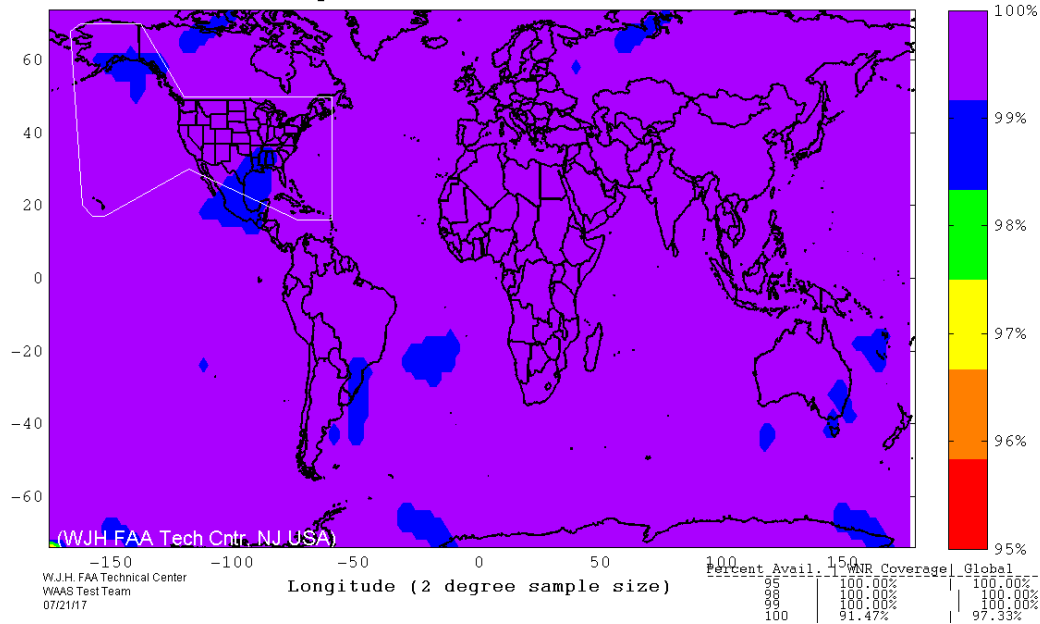 100%
99%
98%
97%
96%
95%
60
40
20
0
-20
-40
-60
-150
-100
-50
0
50
100
150
(WJH FAA Tech Cntr, NJ USA)
W.J.H. FAA Technical Center
WAAS Test Team
07/21/17
Longitude (2 degree sample size)
Percent Avail. | WNR Coverage| Global
95 | 100.00% | 100.00%
98 | 100.00% | 100.00%
99 | 100.00% | 100.00%
100 | 91.47% | 97.33%